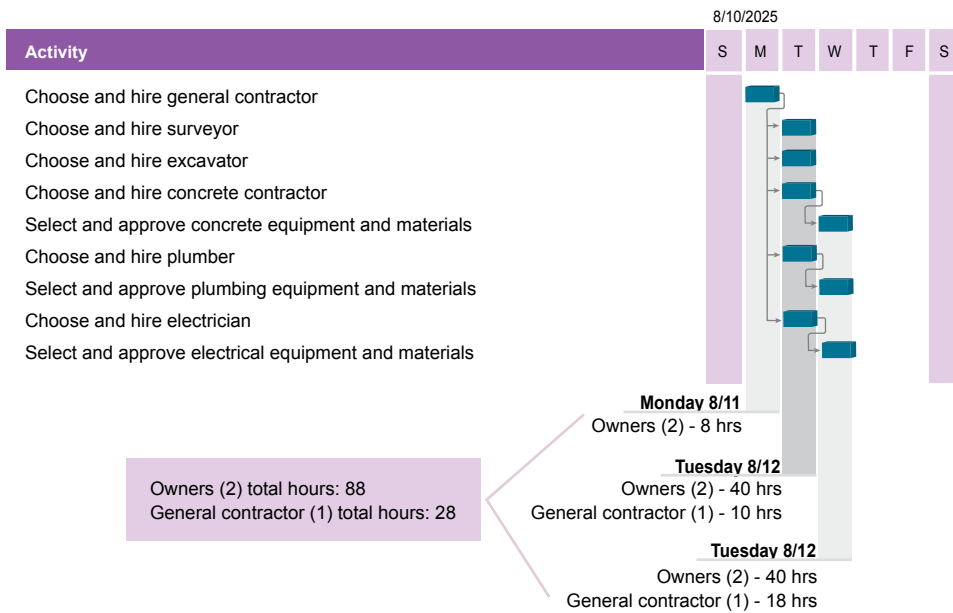 8/10/2025
Activity S M T W T F S
Choose and hire general contractor
Choose and hire surveyor
Choose and hire excavator
Choose and hire concrete contractor
Select and approve concrete equipment and materials
Choose and hire plumber
Select and approve plumbing equipment and materials
Choose and hire electrician
Select and approve electrical equipment and materials
Monday 8/11
Owners (2) - 8 hrs
Tuesday 8/12
Owners (2) - 40 hrs
General contractor (1) - 10 hrs
Tuesday 8/12
Owners (2) - 40 hrs
General contractor (1) - 18 hrs
Owners (2) total hours: 88
General contractor (1) total hours: 28